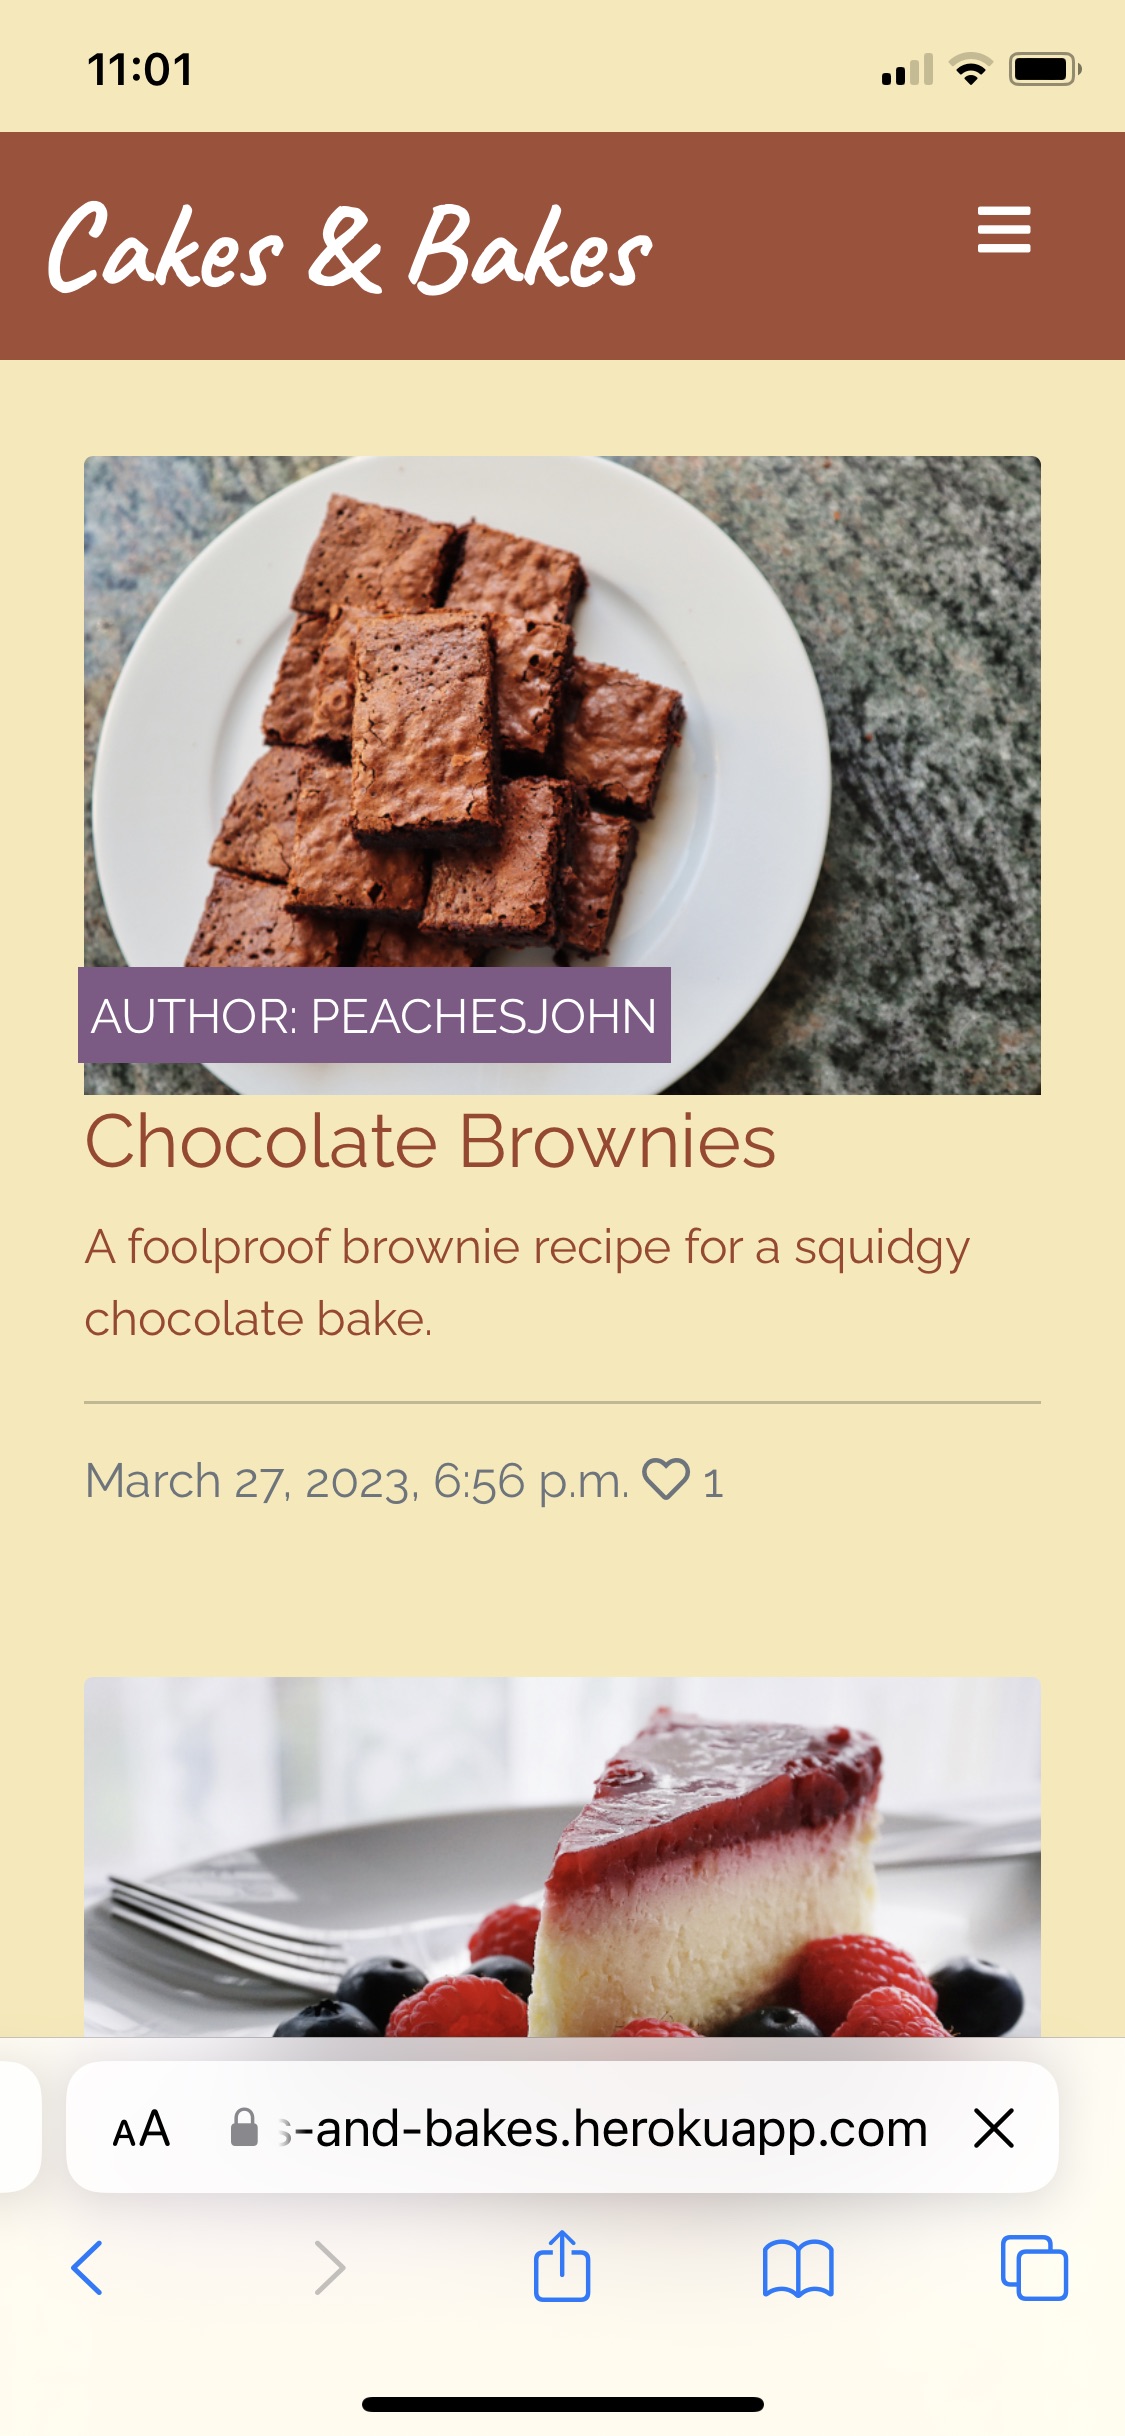 11:01
Cakes & Bakes
AUTHOR: PEACHESJOHN
Chocolate Brownies
A foolproof brownie recipe for a squidgy
chocolate bake.
March 27, 2023, 6:56 p.m. 1
AA s-and-bakes.herokuapp.com